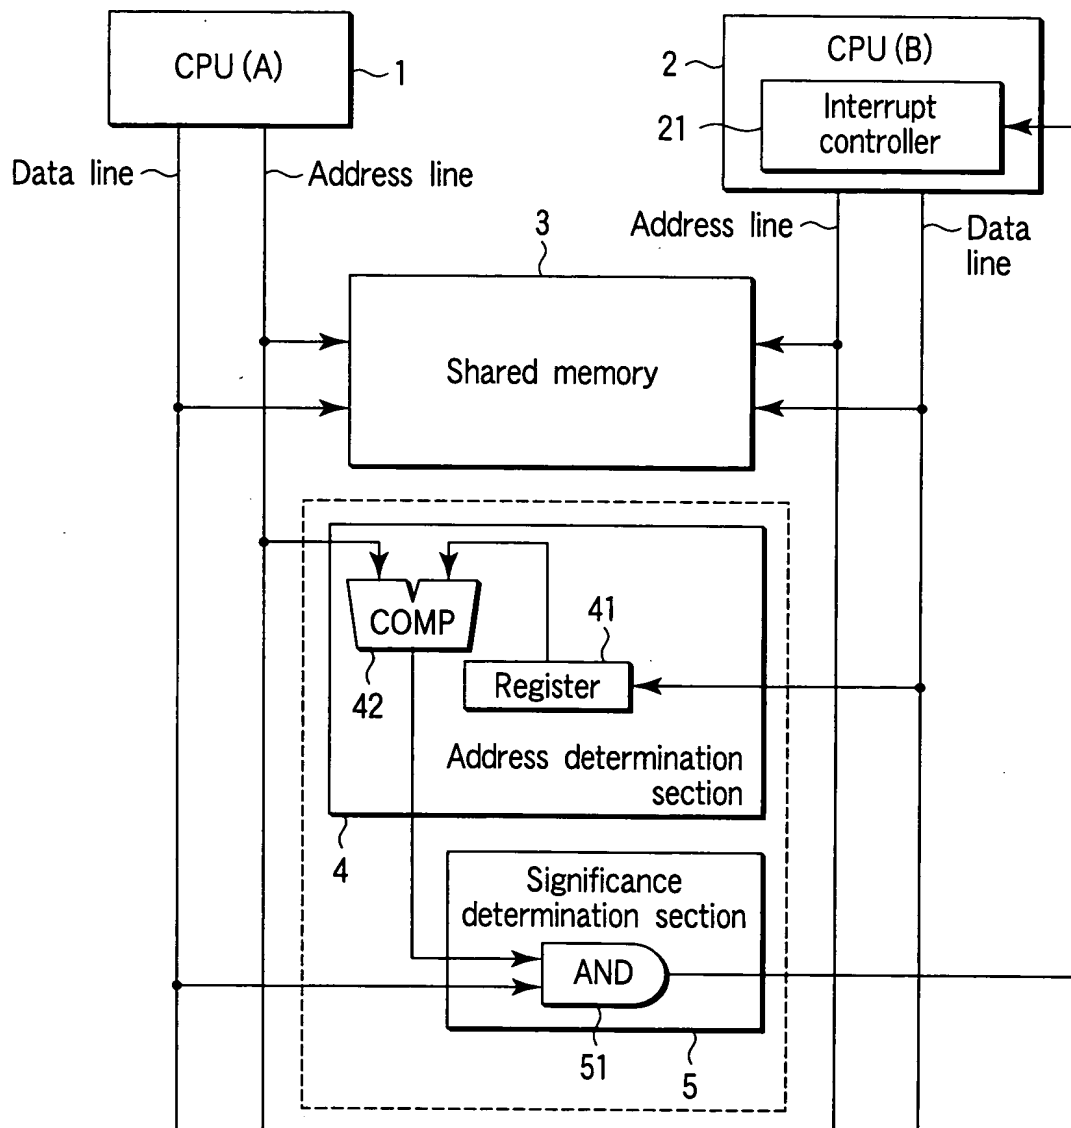 CPU (A)
1
2
CPU (B)
21
Interrupt
controller
Data line
Address line
Address line
Data
line
3
Shared memory
COMP
42
41
Register
Address determination
section
4
Significance
determination section
AND
51
5